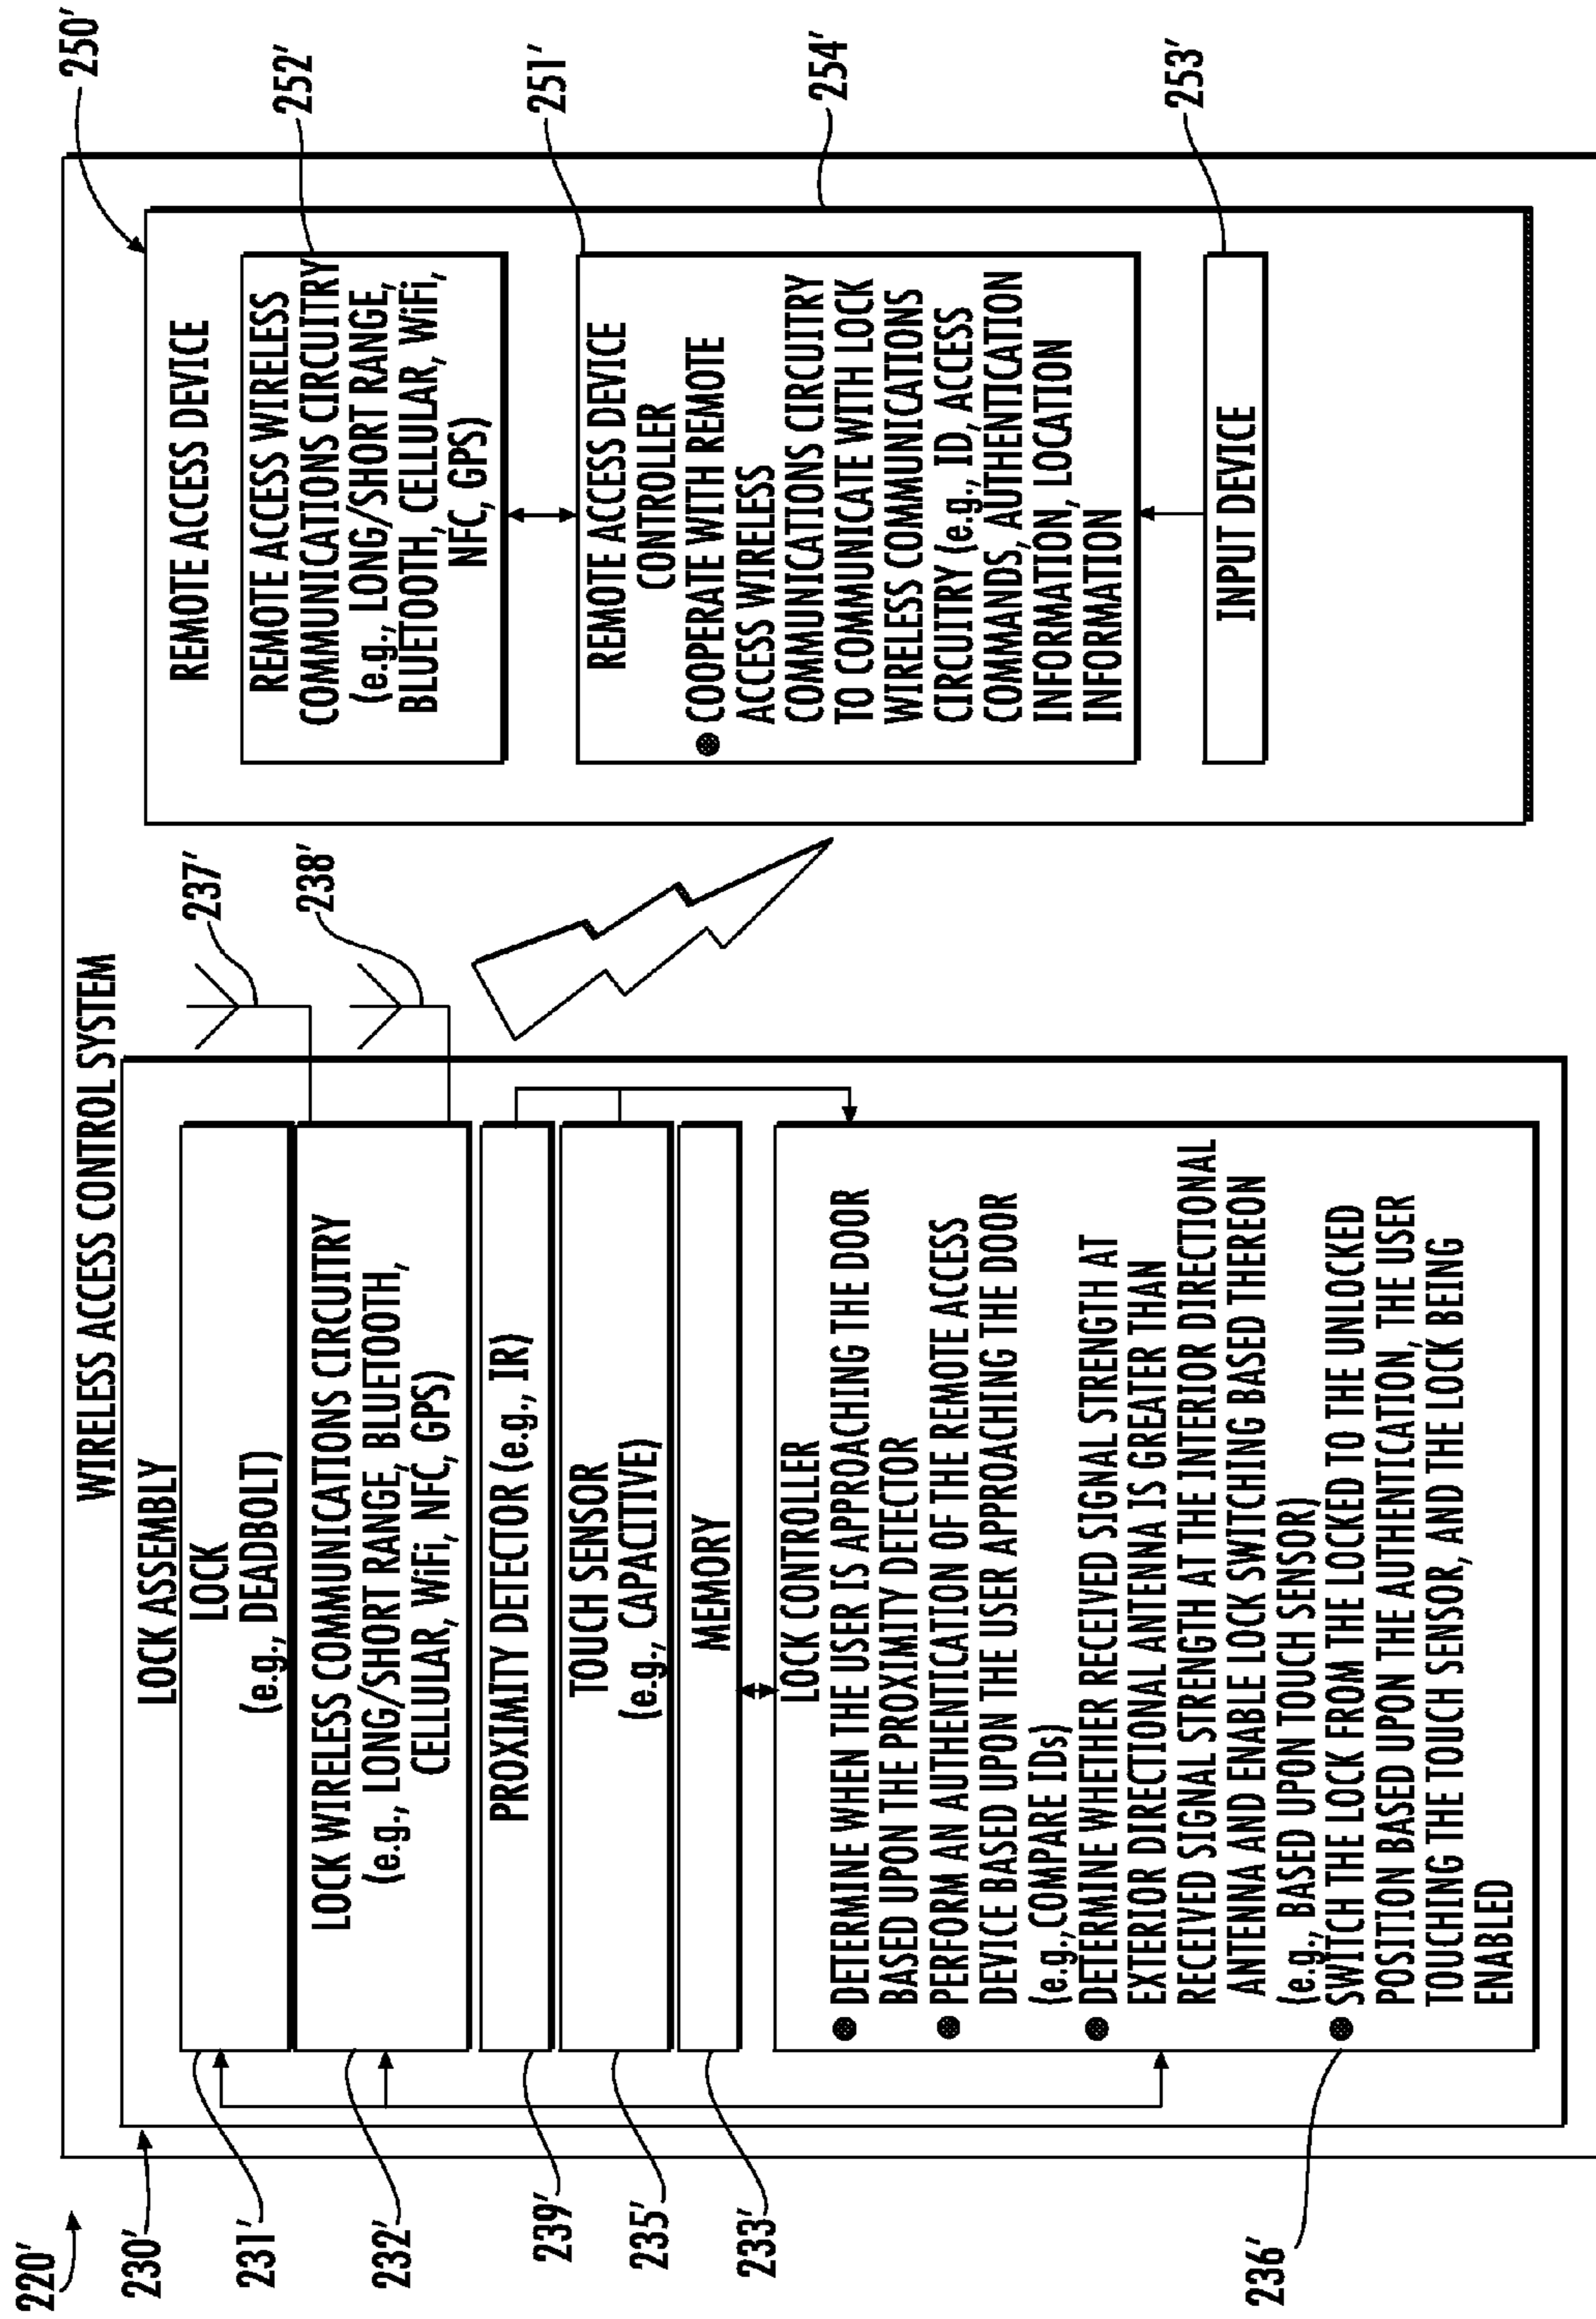 220'
WIRELESS ACCESS CONTROL SYSTEM
230'
LOCK ASSEMBLY
231'
LOCK
(e.g., DEADBOLT)
232'
LOCK WIRELESS COMMUNICATIONS CIRCUITRY
(e.g., LONG/SHORT RANGE, BLUETOOTH,
CELLULAR, WiFi, NFC, GPS)
237'
238'
239'
PROXIMITY DETECTOR (e.g., IR)
235'
TOUCH SENSOR
(e.g., CAPACITIVE)
233'
MEMORY
LOCK CONTROLLER
● DETERMINE WHEN THE USER IS APPROACHING THE DOOR
BASED UPON THE PROXIMITY DETECTOR
● PERFORM AN AUTHENTICATION OF THE REMOTE ACCESS
DEVICE BASED UPON THE USER APPROACHING THE DOOR
(e.g., COMPARE IDs)
● DETERMINE WHETHER RECEIVED SIGNAL STRENGTH AT
EXTERIOR DIRECTIONAL ANTENNA IS GREATER THAN
RECEIVED SIGNAL STRENGTH AT THE INTERIOR DIRECTIONAL
ANTENNA AND ENABLE LOCK SWITCHING BASED THEREON
(e.g., BASED UPON TOUCH SENSOR)
● SWITCH THE LOCK FROM THE LOCKED TO THE UNLOCKED
POSITION BASED UPON THE AUTHENTICATION, THE USER
TOUCHING THE TOUCH SENSOR, AND THE LOCK BEING
ENABLED
236'
250'
REMOTE ACCESS DEVICE
252'
REMOTE ACCESS WIRELESS
COMMUNICATIONS CIRCUITRY
(e.g., LONG/SHORT RANGE,
BLUETOOTH, CELLULAR, WiFi,
NFC, GPS)
251'
REMOTE ACCESS DEVICE
CONTROLLER
● COOPERATE WITH REMOTE
ACCESS WIRELESS
COMMUNICATIONS CIRCUITRY
TO COMMUNICATE WITH LOCK
WIRELESS COMMUNICATIONS
CIRCUITRY (e.g., ID, ACCESS
COMMANDS, AUTHENTICATION
INFORMATION, LOCATION
INFORMATION
254'
253'
INPUT DEVICE